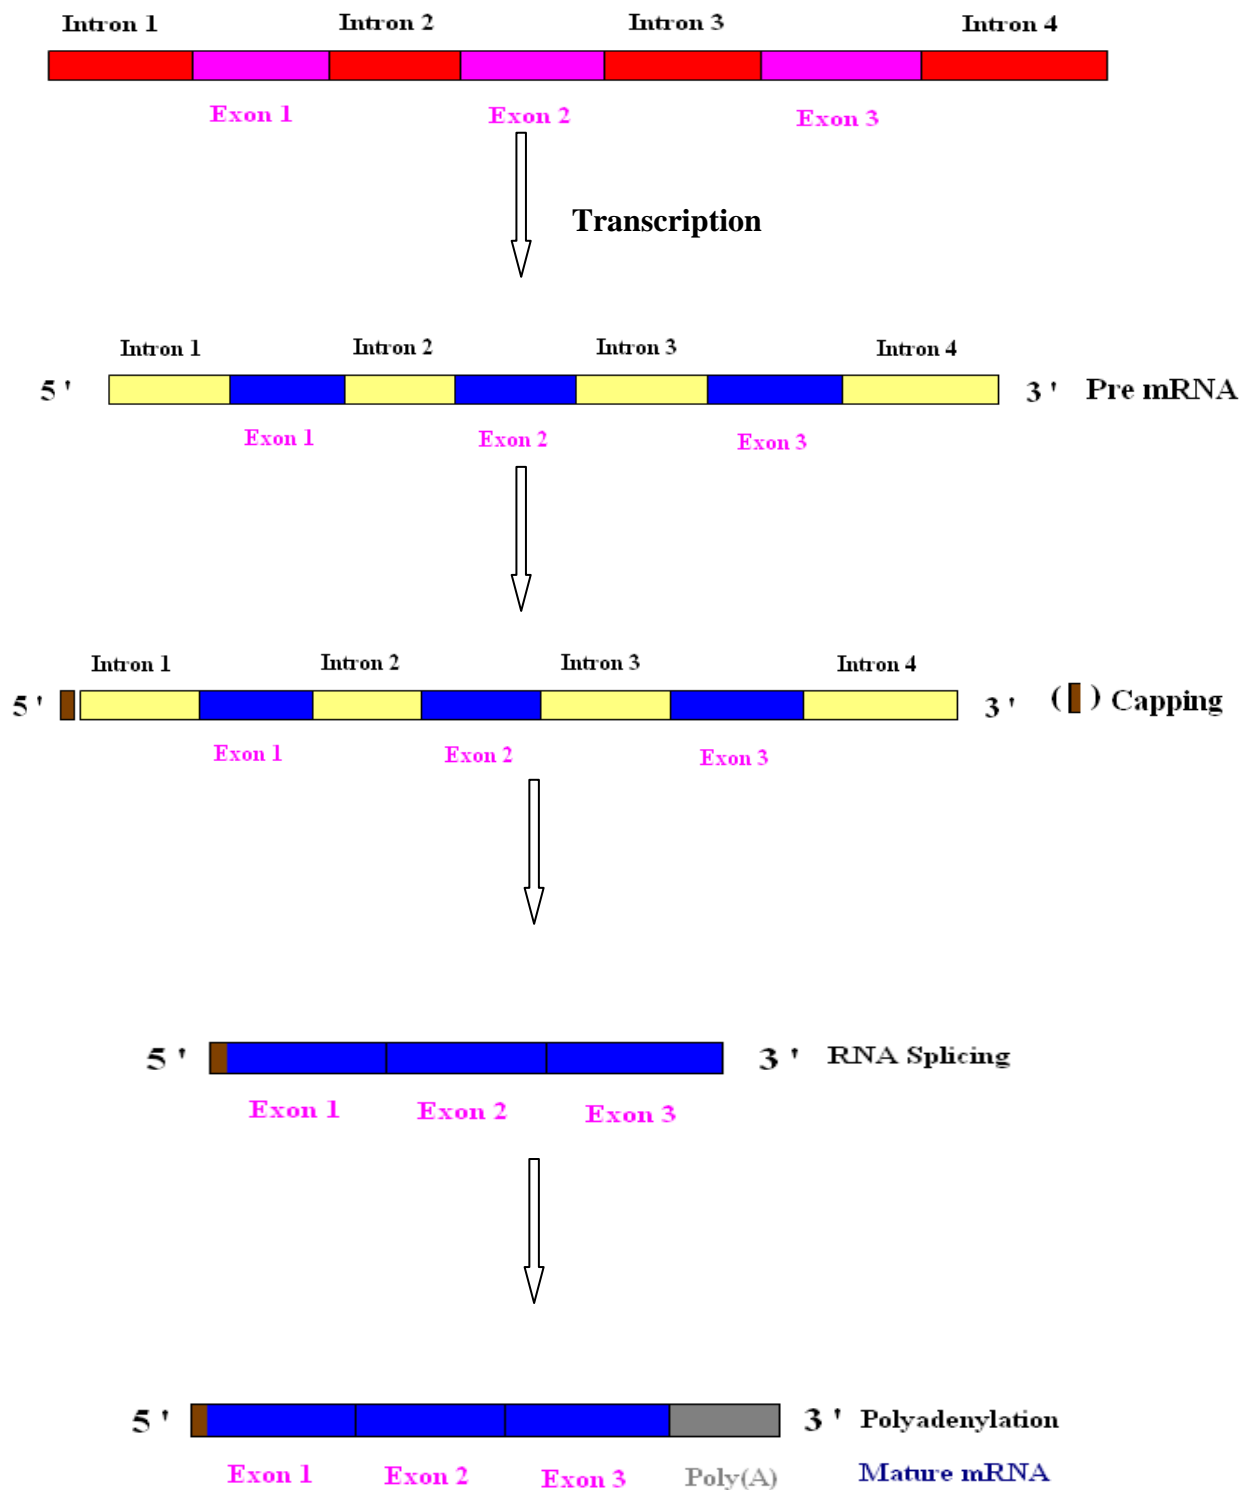 Intron 1 Intron 2 Intron 3 Intron 4
Exon 1 Exon 2 Exon 3
Transcription
Intron 1 Intron 2 Intron 3 Intron 4
5 ' 3 ' Pre mRNA
Exon 1 Exon 2 Exon 3
Intron 1 Intron 2 Intron 3 Intron 4
5 ' 3 ' ( ) Capping
Exon 1 Exon 2 Exon 3
5 ' 3 ' RNA Splicing
Exon 1 Exon 2 Exon 3
5 ' 3 ' Polyadenylation
Exon 1 Exon 2 Exon 3 Poly(A) Mature mRNA